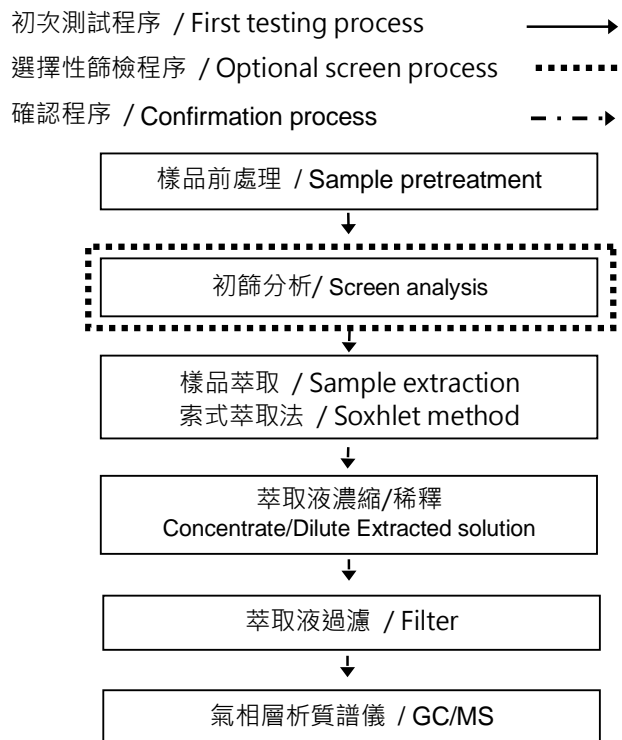 初次測試程序 / First testing process
選擇性篩檢程序 / Optional screen process
確認程序 / Confirmation process
樣品前處理 / Sample pretreatment
初篩分析/ Screen analysis
樣品萃取 / Sample extraction
索式萃取法 / Soxhlet method
萃取液濃縮/稀釋
Concentrate/Dilute Extracted solution
萃取液過濾 / Filter
氣相層析質譜儀 / GC/MS